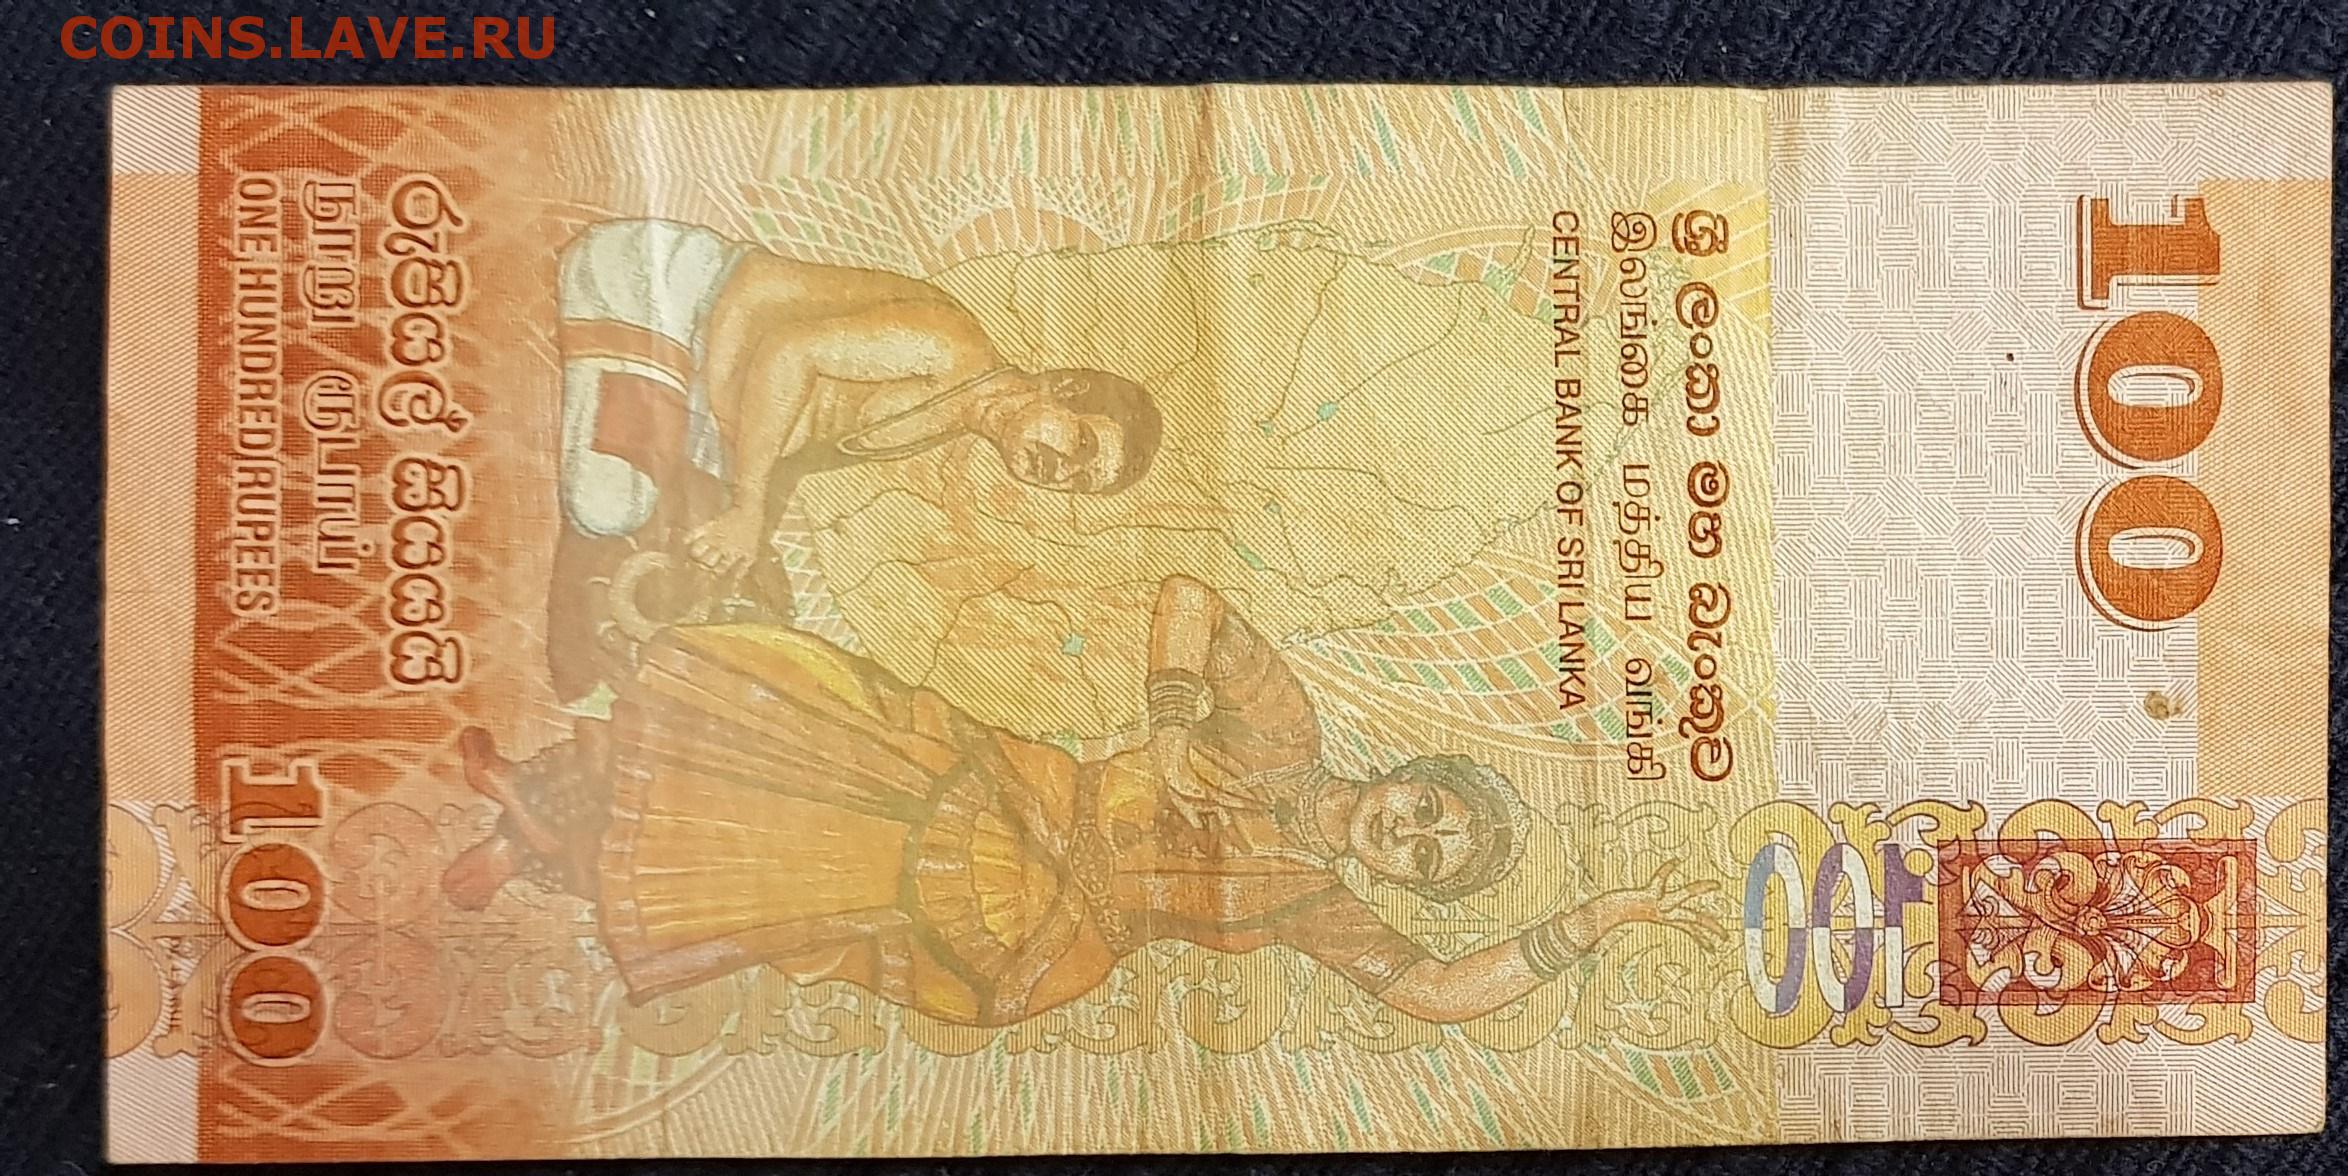 COINS.LAVE.RU
100
ශ්‍රී ලංකා මහ බැංකුව
இலங்கை மத்திய வங்கி
CENTRAL BANK OF SRI LANKA
100
රුපියල් සියයයි
நூறு ரூபாய்
ONE HUNDRED RUPEES
100